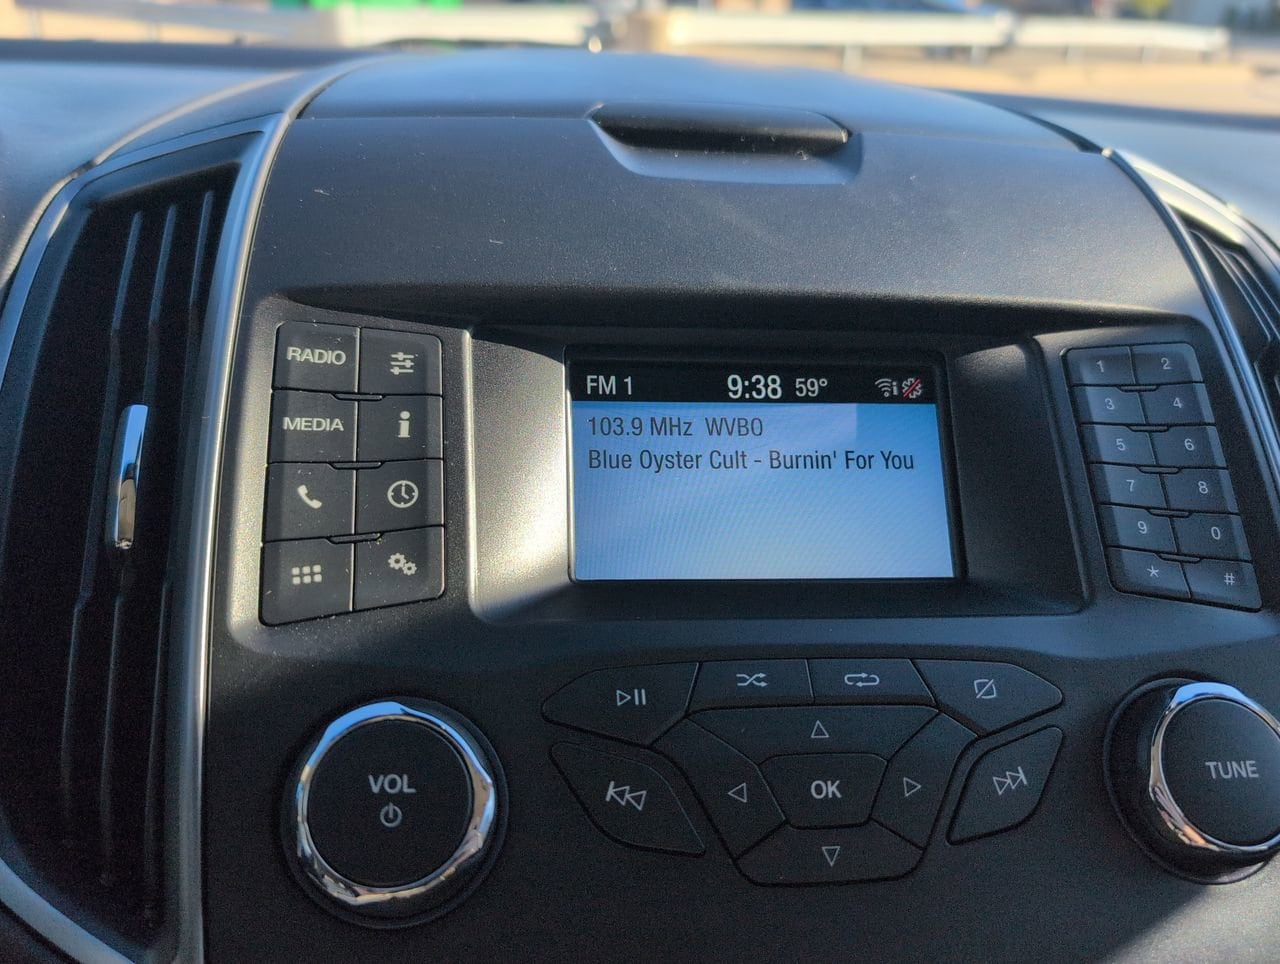 RADIO
MEDIA
i
FM 1 9:38 59°
103.9 MHz WVBO
Blue Oyster Cult - Burnin' For You
1 2
3 4
5 6
7 8
9 0
* #
VOL
OK
TUNE